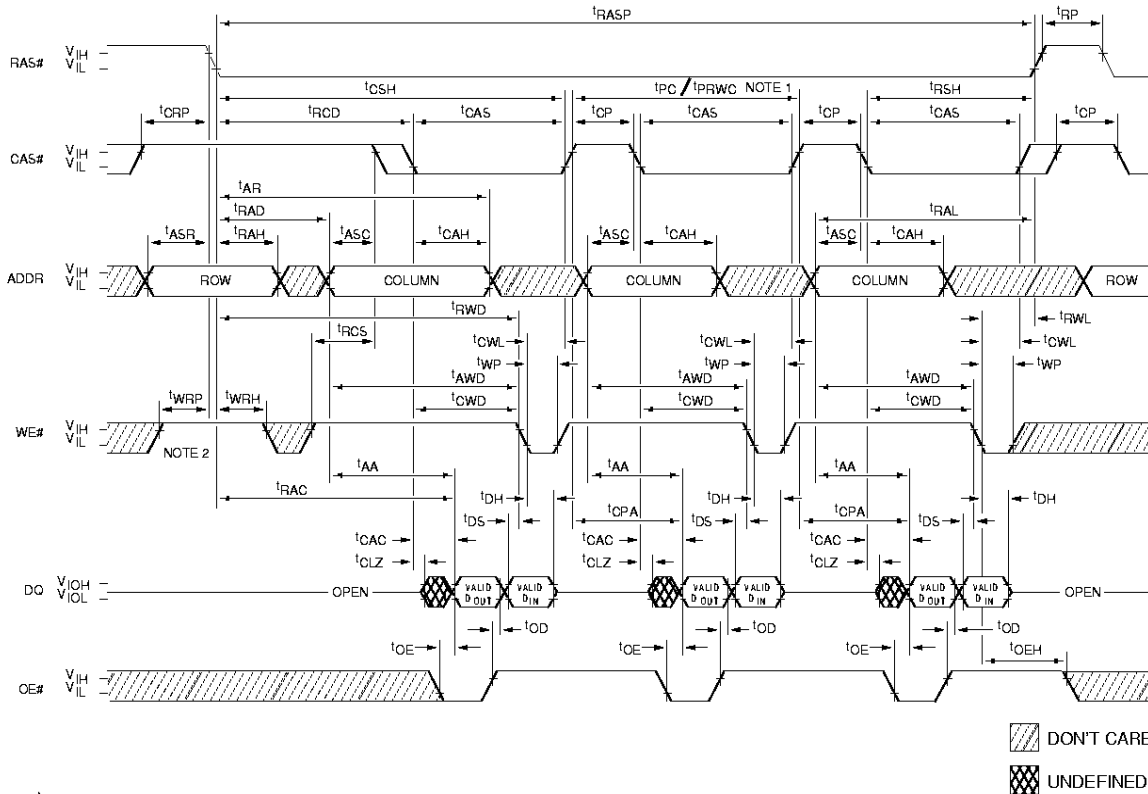 tRASP tRP
RAS# VIH
VIL
tCSH tPC / tPRWC NOTE 1 tRSH
tCRP tRCD tCAS tCP tCAS tCP tCAS tCP
CAS# VIH
VIL
tAR
tRAD tRAL
tASR tRAH tASC tCAH tASC tCAH tASC tCAH
ADDR VIH
VIL
ROW COLUMN COLUMN COLUMN ROW
tRWD tRWL
tRCS tCWL tCWL tCWL
tWP tWP tWP
tAWD tAWD tAWD
tWRP tWRH tCWD tCWD tCWD
WE# VIH
VIL
NOTE 2
tAA tAA tAA
tRAC tDH tDH tDH
tCPA tCPA
tDS tDS tDS
tCAC tCAC tCAC
tCLZ tCLZ tCLZ
DQ VIOH
VIOL
OPEN VALID DOUT VALID DIN VALID DOUT VALID DIN VALID DOUT VALID DIN OPEN
tOD tOD tOD
tOE tOE tOE tOEH
OE# VIH
VIL
DON'T CARE
UNDEFINED